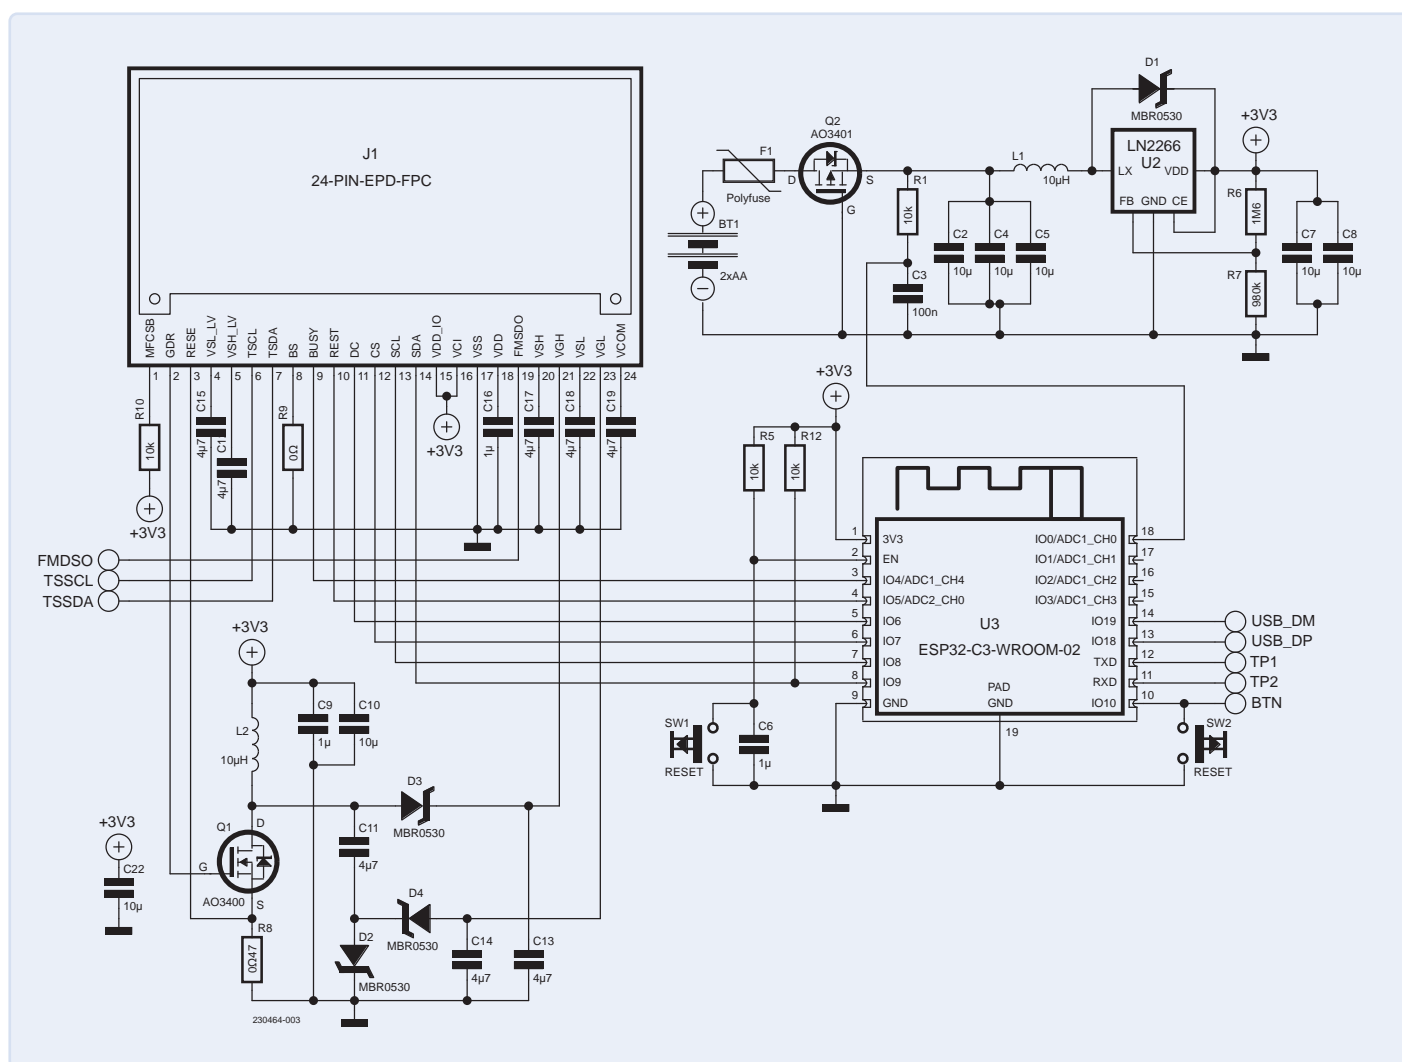 J1
24-PIN-EPD-FPC
MFCSB
GDR
RESE
VSL_LV
VSH_LV
TSCL
TSDA
BS
BUSY
REST
DC
CS
SCL
SDA
VDD_IO
VCI
VSS
VDD
FMSDO
VSH
VGH
VSL
VGL
VCOM
1 2 3 4 5 6 7 8 9 10 11 12 13 14 15 16 17 18 19 20 21 22 23 24
R10
10k
+3V3
C15
4µ7
C1
4µ7
R9
0Ω
+3V3
C16
1µ
C17
4µ7
C18
4µ7
C19
4µ7
FMDSO
TSSCL
TSSDA
BT1
2xAA
F1
Polyfuse
Q2
AO3401
D
S
G
R1
10k
C3
100n
C2
10µ
C4
10µ
C5
10µ
L1
10µH
D1
MBR0530
LN2266
U2
LX
VDD
FB
GND
CE
+3V3
R6
1M6
R7
980k
C7
10µ
C8
10µ
+3V3
R5
10k
R12
10k
1 3V3
2 EN
3 IO4/ADC1_CH4
4 IO5/ADC2_CH0
5 IO6
6 IO7
7 IO8
8 IO9
9 GND
U3
ESP32-C3-WROOM-02
PAD
GND
19
IO0/ADC1_CH0 18
IO1/ADC1_CH1 17
IO2/ADC1_CH2 16
IO3/ADC1_CH3 15
IO19 14
IO18 13
TXD 12
RXD 11
IO10 10
USB_DM
USB_DP
TP1
TP2
BTN
SW1
RESET
C6
1µ
SW2
RESET
+3V3
L2
10µH
C9
1µ
C10
10µ
+3V3
C22
10µ
Q1
D
G
S
AO3400
R8
0Ω47
C11
4µ7
D3
MBR0530
D4
MBR0530
D2
MBR0530
C14
4µ7
C13
4µ7
230464-003